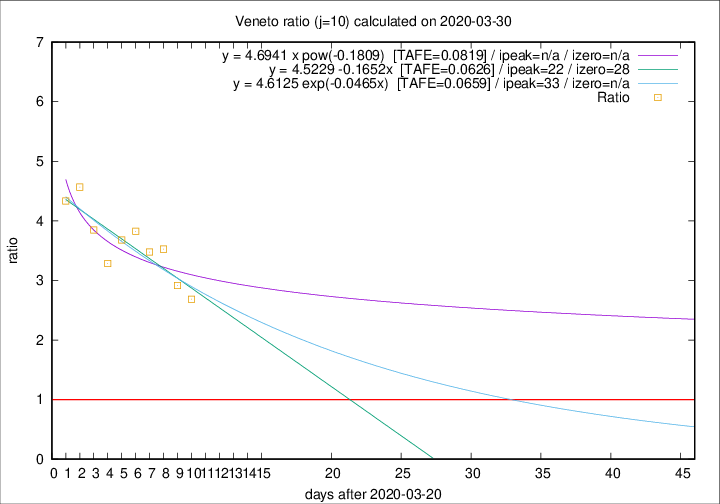 Veneto ratio (j=10) calculated on 2020-03-30
y = 4.6941 x pow(-0.1809) [TAFE=0.0819] / ipeak=n/a / izero=n/a
y = 4.5229 -0.1652x [TAFE=0.0626] / ipeak=22 / izero=28
y = 4.6125 exp(-0.0465x) [TAFE=0.0659] / ipeak=33 / izero=n/a
Ratio
7
6
5
4
3
2
1
0
ratio
0 1 2 3 4 5 6 7 8 9 10 11 12 13 14 15 20 25 30 35 40 45
days after 2020-03-20